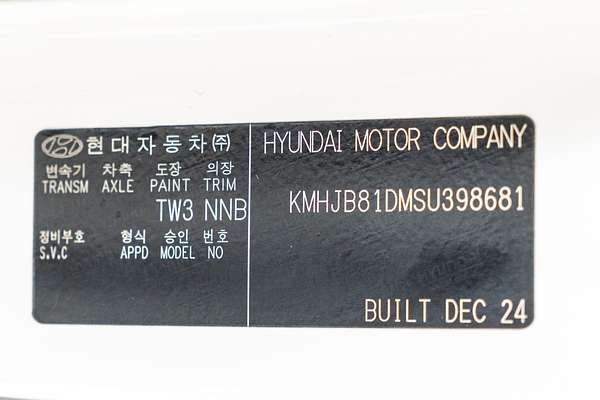 현대자동차(주)
변속기 차축 도장 의장
TRANSM AXLE PAINT TRIM
TW3 NNB
정비부호 형식 승인 번호
S.V.C APPD MODEL NO
HYUNDAI MOTOR COMPANY
KMHJB81DMSU398681
BUILT DEC 24